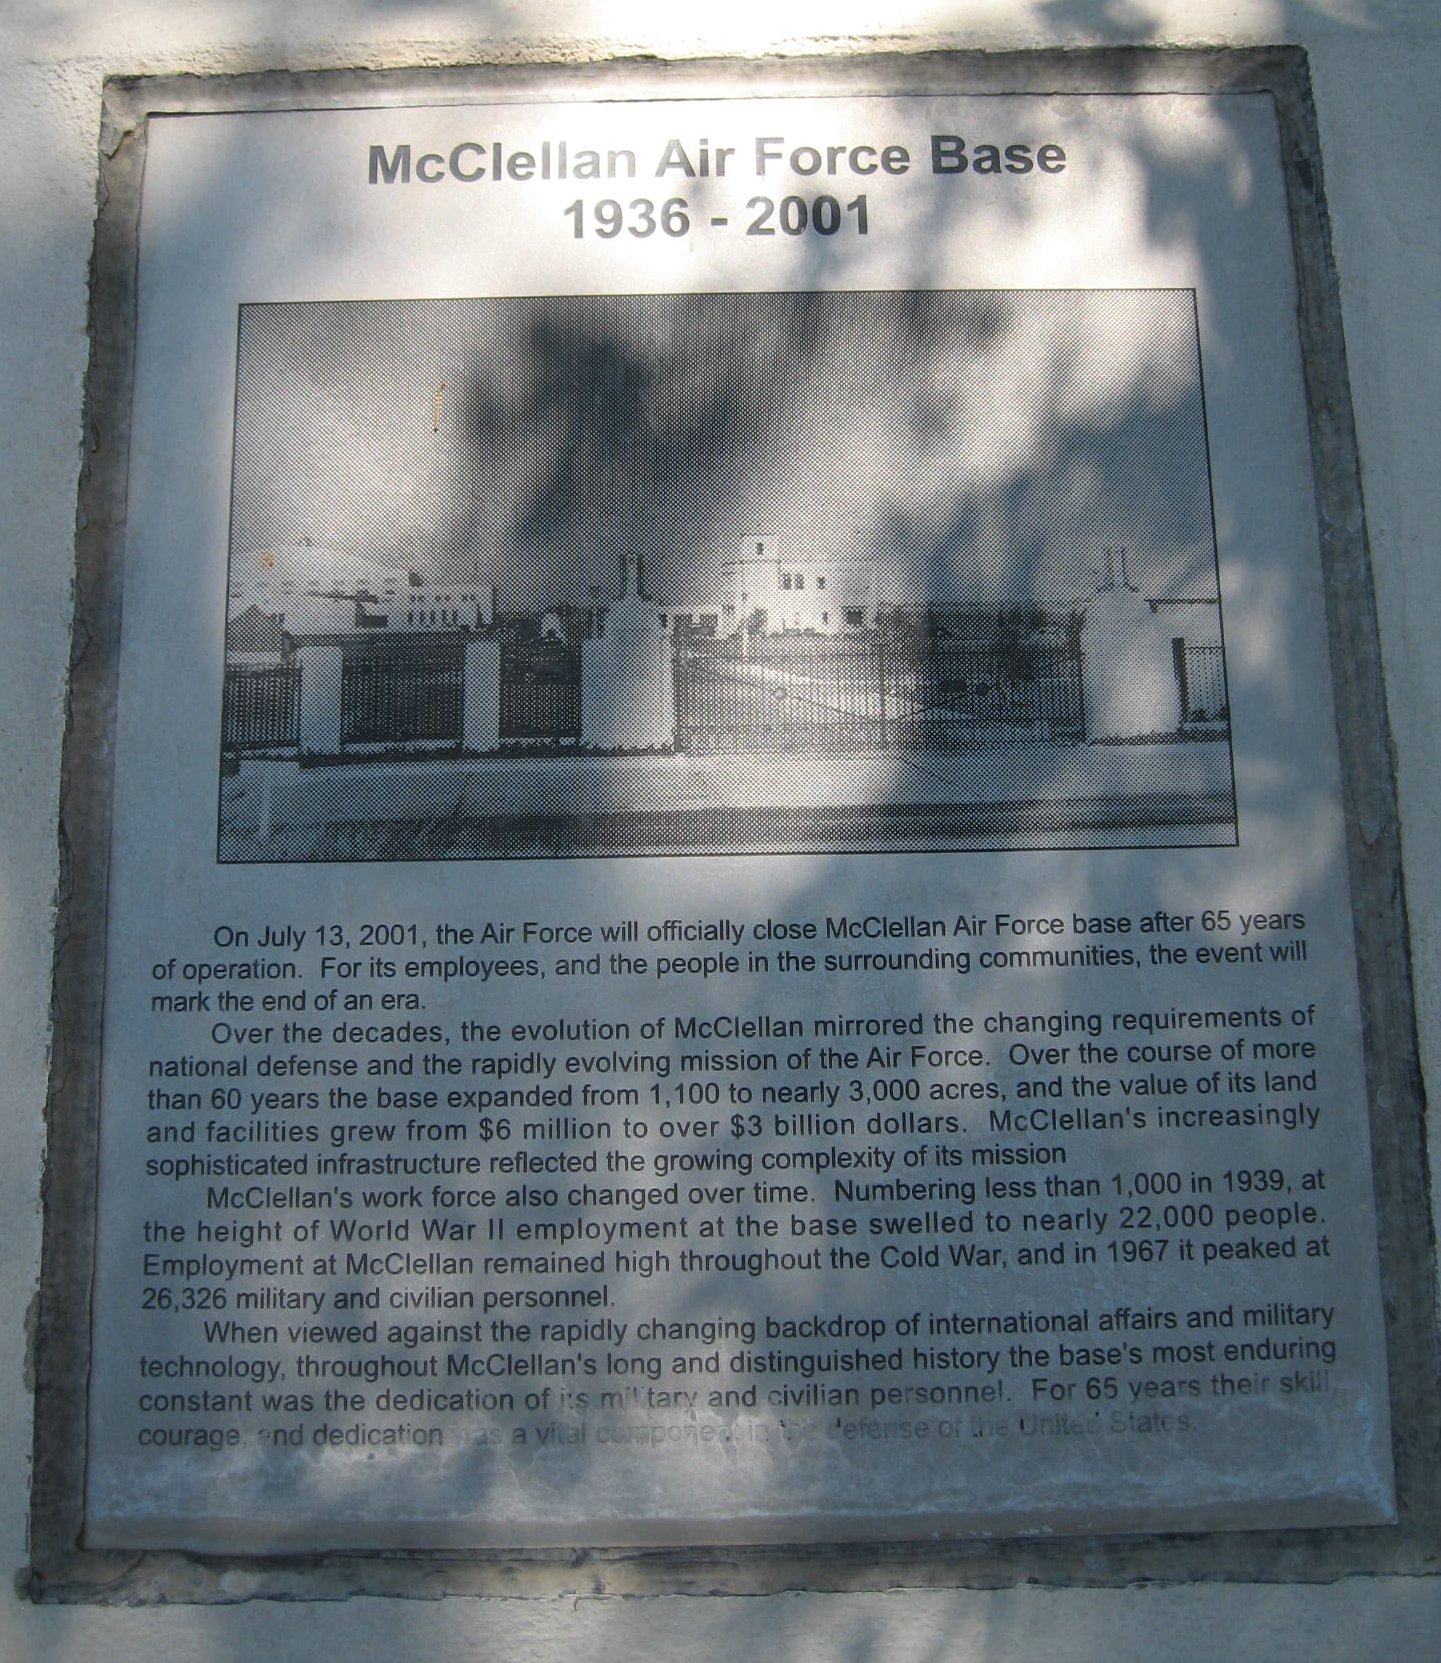 McClellan Air Force Base
1936 - 2001
On July 13, 2001, the Air Force will officially close McClellan Air Force base after 65 years
of operation. For its employees, and the people in the surrounding communities, the event will
mark the end of an era.
Over the decades, the evolution of McClellan mirrored the changing requirements of
national defense and the rapidly evolving mission of the Air Force. Over the course of more
than 60 years the base expanded from 1,100 to nearly 3,000 acres, and the value of its land
and facilities grew from $6 million to over $3 billion dollars. McClellan's increasingly
sophisticated infrastructure reflected the growing complexity of its mission
McClellan's work force also changed over time. Numbering less than 1,000 in 1939, at
the height of World War II employment at the base swelled to nearly 22,000 people.
Employment at McClellan remained high throughout the Cold War, and in 1967 it peaked at
26,326 military and civilian personnel.
When viewed against the rapidly changing backdrop of international affairs and military
technology, throughout McClellan's long and distinguished history the base's most enduring
constant was the dedication of its military and civilian personnel. For 65 years their skill,
courage, and dedication was a vital component in the defense of the United States.